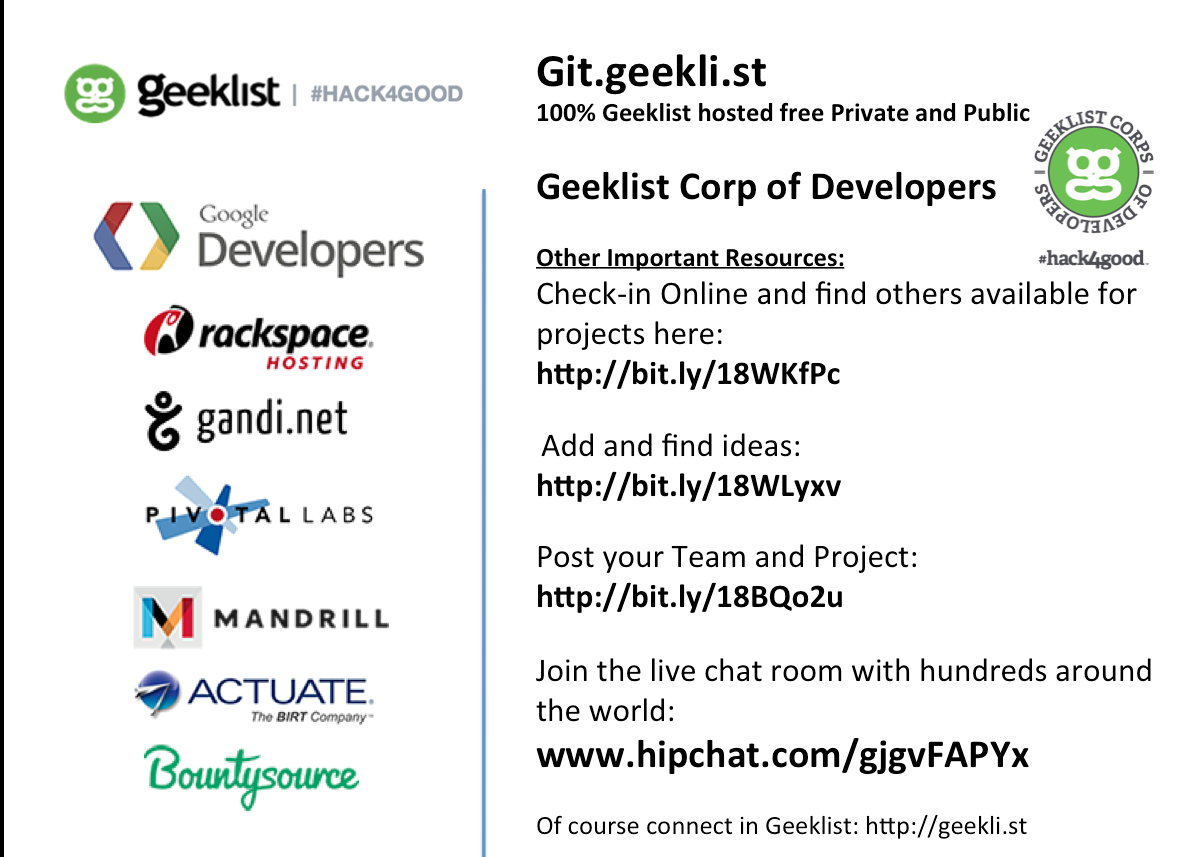 geeklist | #HACK4GOOD
Google
Developers
rackspace®
HOSTING
gandi.net
PIVOTAL LABS
MANDRILL
ACTUATE®
The BIRT Company™
Bountysource
Git.geekli.st
100% Geeklist hosted free Private and Public
GEEKLIST CORPS
OF DEVELOPERS
#hack4good
Geeklist Corp of Developers
Other Important Resources:
Check-in Online and find others available for
projects here:
http://bit.ly/18WKfPc
Add and find ideas:
http://bit.ly/18WLyxv
Post your Team and Project:
http://bit.ly/18BQo2u
Join the live chat room with hundreds around
the world:
www.hipchat.com/gjgvFAPYx
Of course connect in Geeklist: http://geekli.st